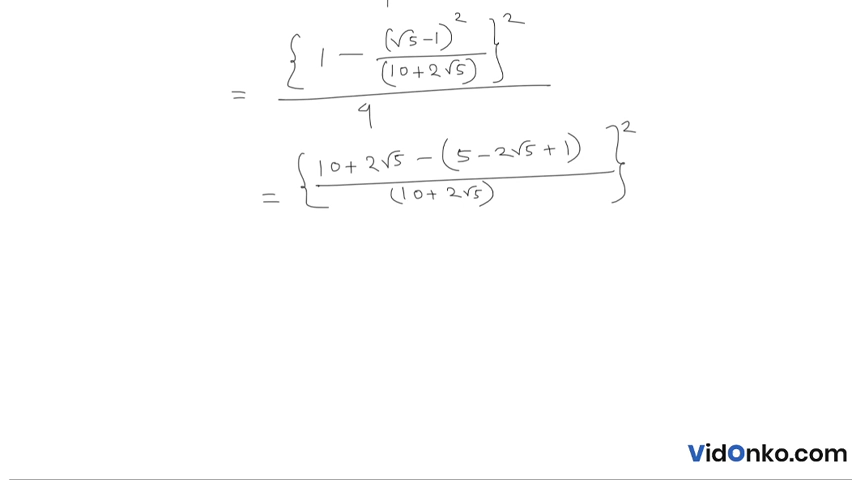 = { 1 − (√5−1)² / (10+2√5) }² / 9
= { 10+2√5 − (5−2√5+1) / (10+2√5) }²
VidOnko.com